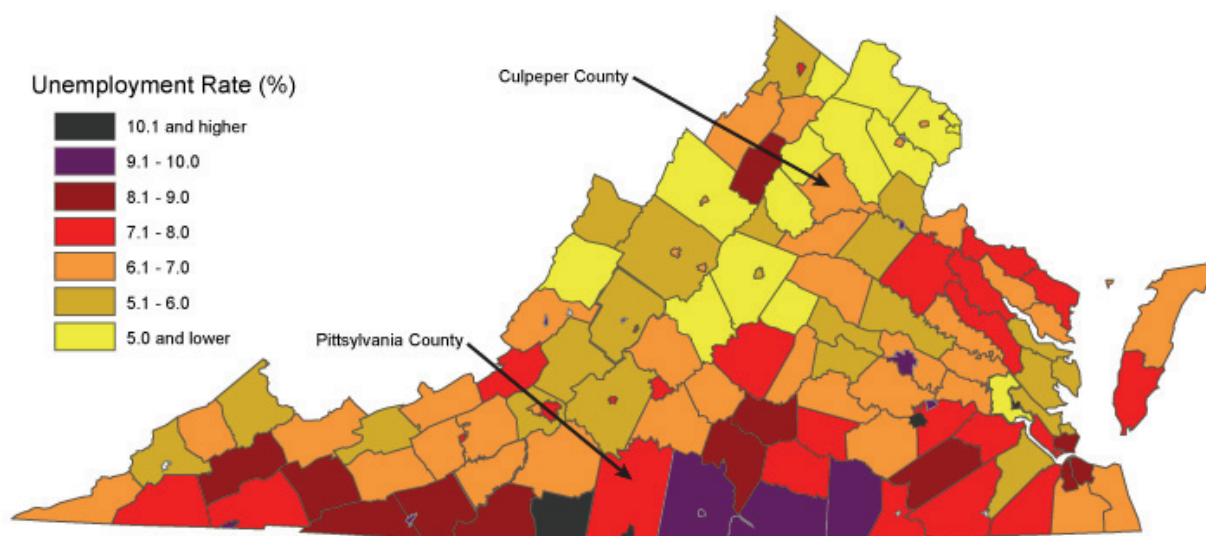 Culpeper County
Unemployment Rate (%)
10.1 and higher
9.1 - 10.0
8.1 - 9.0
7.1 - 8.0
6.1 - 7.0
5.1 - 6.0
5.0 and lower
Pittsylvania County